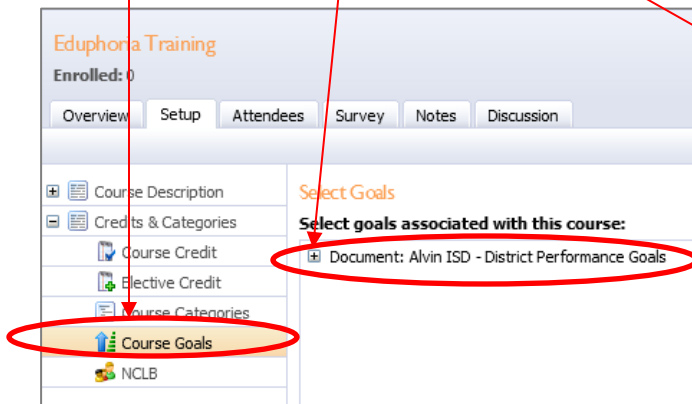 Eduphoria Training
Enrolled: 0
Overview Setup Attendees Survey Notes Discussion
Course Description
Credits & Categories
Course Credit
Elective Credit
Course Categories
Course Goals
NCLB
Select Goals
Select goals associated with this course:
Document: Alvin ISD - District Performance Goals